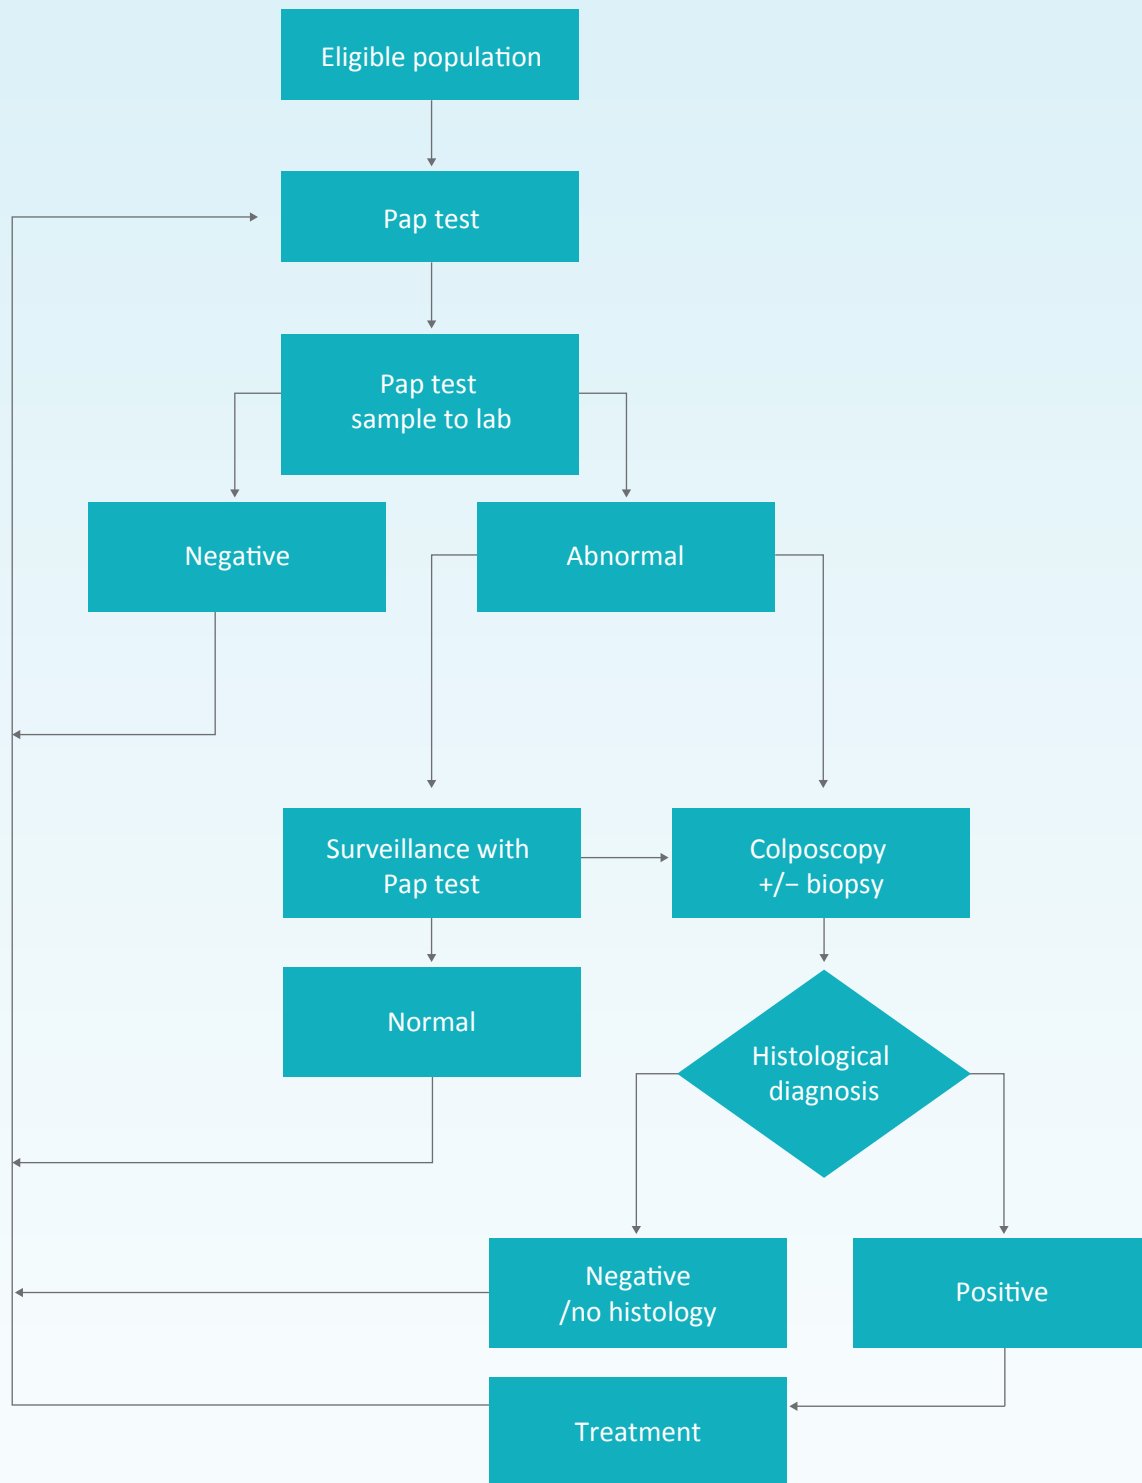 Eligible population
Pap test
Pap test
sample to lab
Negative
Abnormal
Surveillance with
Pap test
Colposcopy
+/− biopsy
Normal
Histological
diagnosis
Negative
/no histology
Positive
Treatment